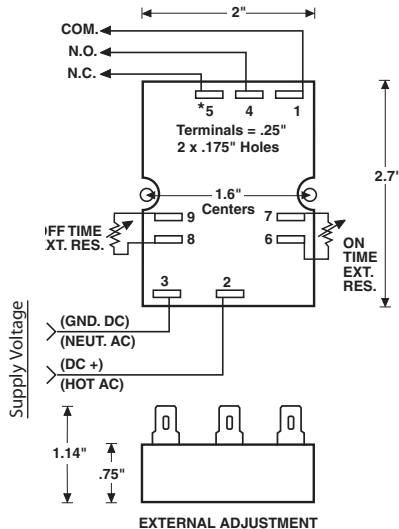 2"
COM.
N.O.
N.C.
*5 4 1
Terminals = .25"
2 x .175" Holes
2.7"
1.6"
Centers
9 7
OFF TIME
EXT. RES.
8 6
ON
TIME
EXT.
RES.
3 2
Supply Voltage
(GND. DC)
(NEUT. AC)
(DC +)
(HOT AC)
1.14"
.75"
EXTERNAL ADJUSTMENT